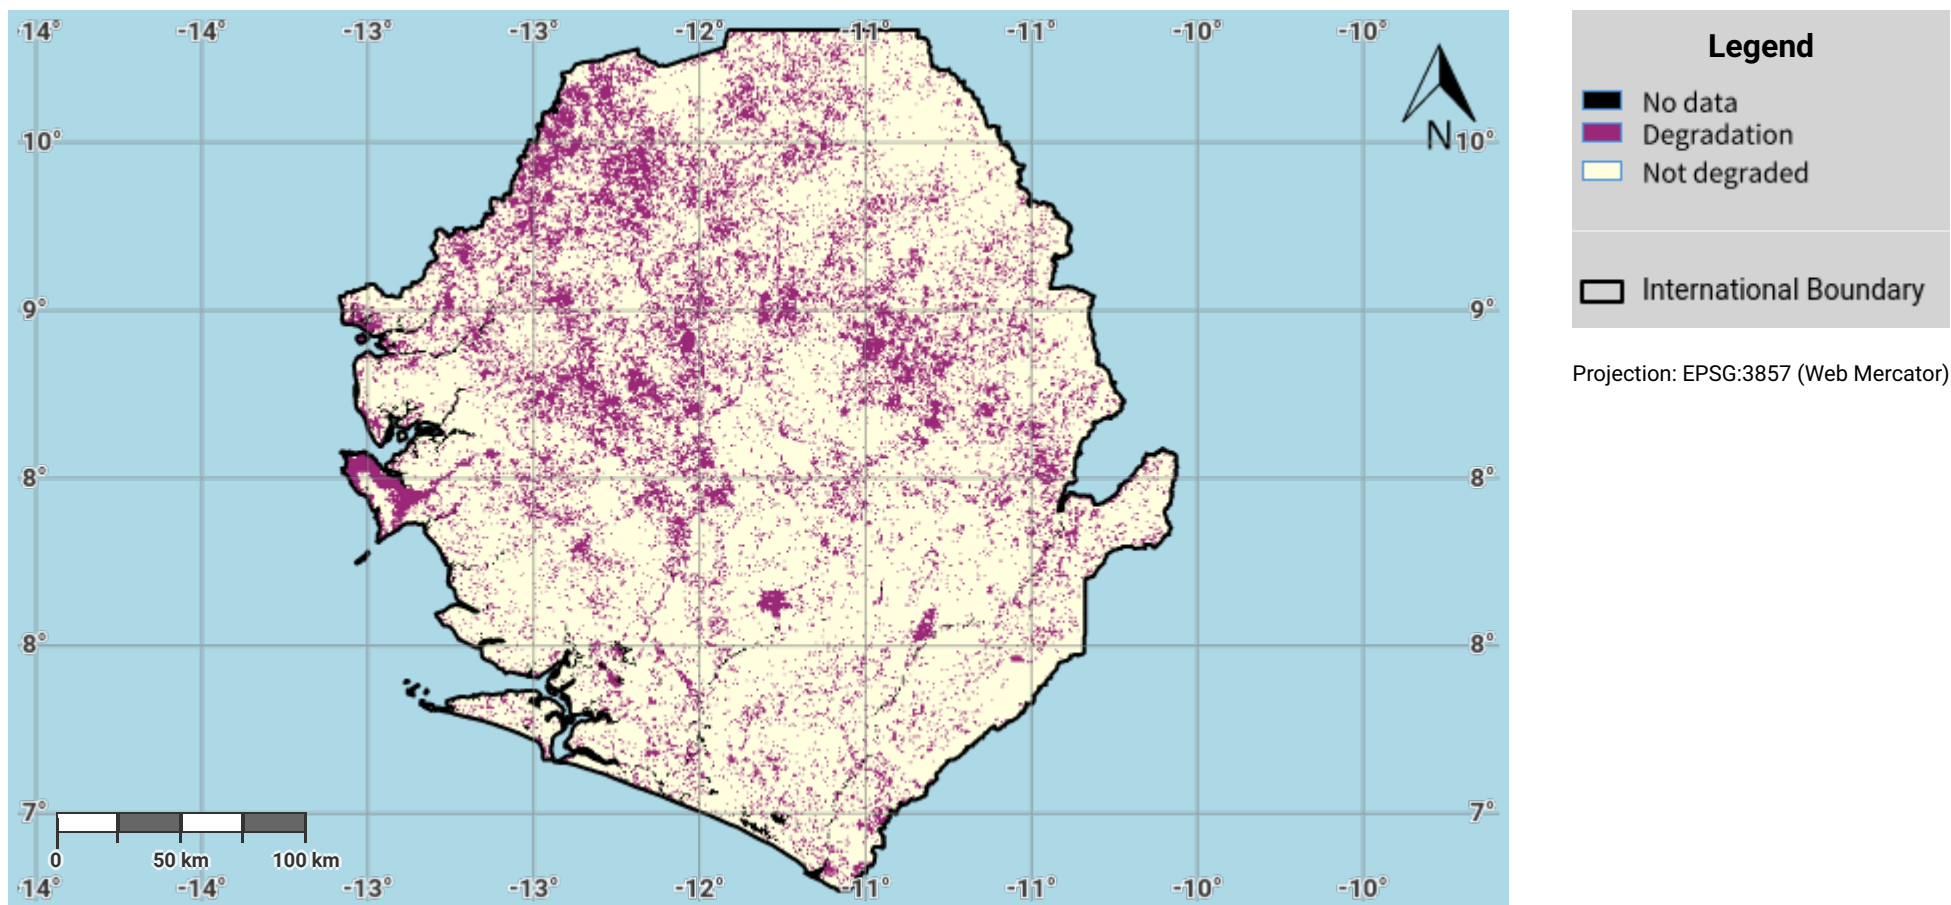 -14° -14° -13° -13° -12° -11° -11° -10° -10°
N
10° 10°
9° 9°
8° 8°
8° 8°
7° 7°
0 50 km 100 km
-14° -14° -13° -13° -12° -11° -11° -10° -10°
Legend
No data
Degradation
Not degraded
International Boundary
Projection: EPSG:3857 (Web Mercator)